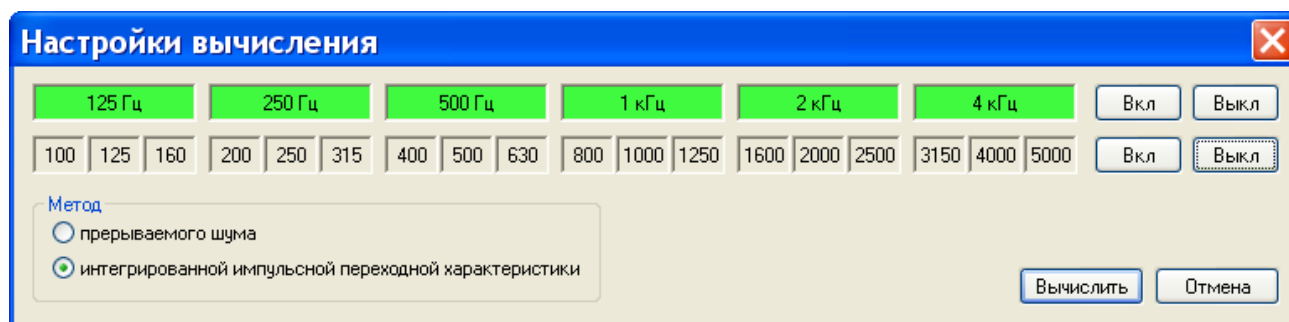 Настройки вычисления
125 Гц 250 Гц 500 Гц 1 кГц 2 кГц 4 кГц Вкл Выкл
100 125 160 200 250 315 400 500 630 800 1000 1250 1600 2000 2500 3150 4000 5000 Вкл Выкл
Метод
прерываемого шума
интегрированной импульсной переходной характеристики
Вычислить Отмена